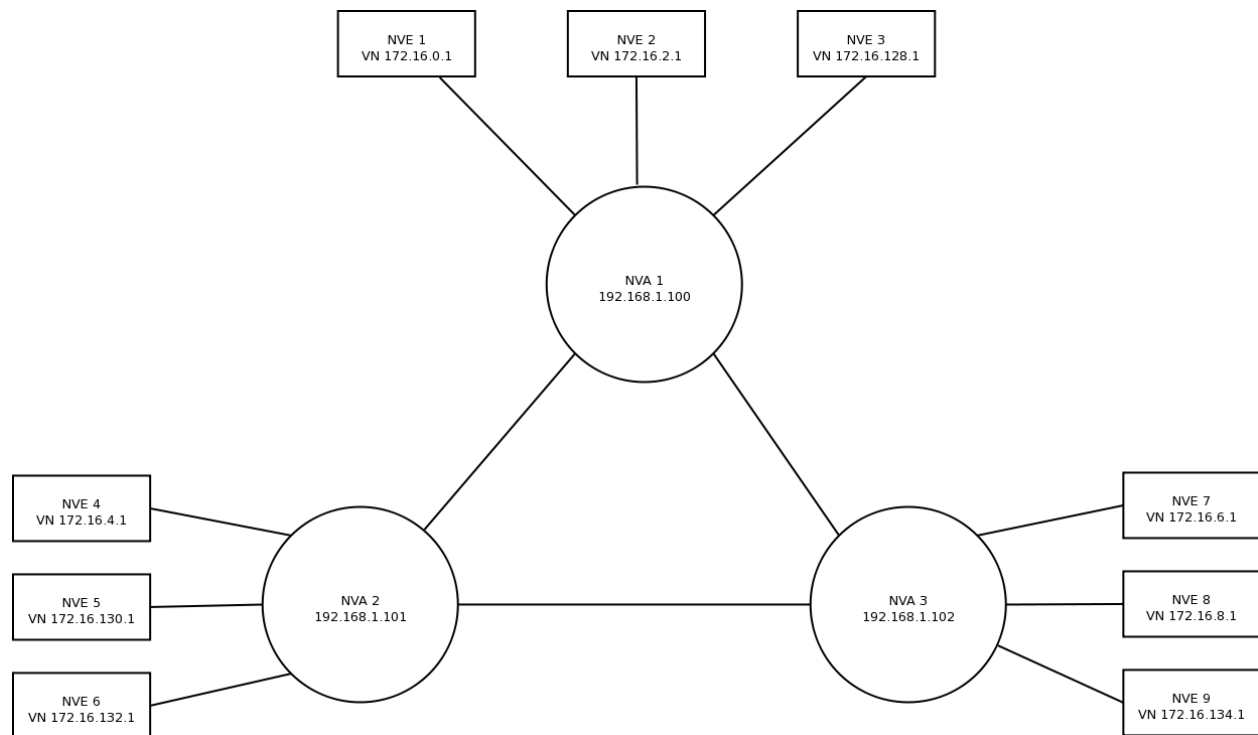 NVE 1
VN 172.16.0.1
NVE 2
VN 172.16.2.1
NVE 3
VN 172.16.128.1
NVA 1
192.168.1.100
NVE 4
VN 172.16.4.1
NVE 5
VN 172.16.130.1
NVE 6
VN 172.16.132.1
NVA 2
192.168.1.101
NVA 3
192.168.1.102
NVE 7
VN 172.16.6.1
NVE 8
VN 172.16.8.1
NVE 9
VN 172.16.134.1